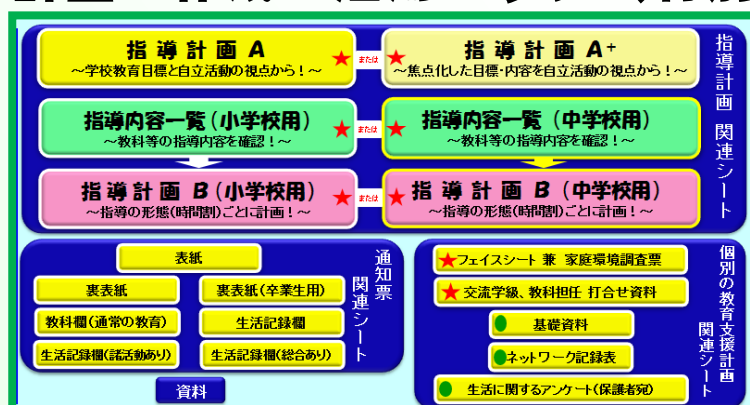 指導計画 A
～学校教育目標と自立活動の視点から！～
または
指導計画 A+
～焦点化した目標・内容を自立活動の視点から！～
指導内容一覧(小学校用)
～教科等の指導内容を確認！～
または
指導内容一覧 (中学校用)
～教科等の指導内容を確認！～
指導計画 B(小学校用)
～指導の形態(時間割)ごとに計画！～
または
指導計画 B (中学校用)
～指導の形態(時間割)ごとに計画！～
指導計画 関連シート
表紙
裏表紙
裏表紙(卒業生用)
教科欄(通常の教育)
生活記録欄
生活記録欄(諸活動あり)
生活記録欄(総合あり)
通知票
関連シート
資料
フェイスシート 兼 家庭環境調査票
交流学級、教科担任 打合せ資料
基礎資料
ネットワーク記録表
生活に関するアンケート(保護者宛)
個別の教育支援計画
関連シート